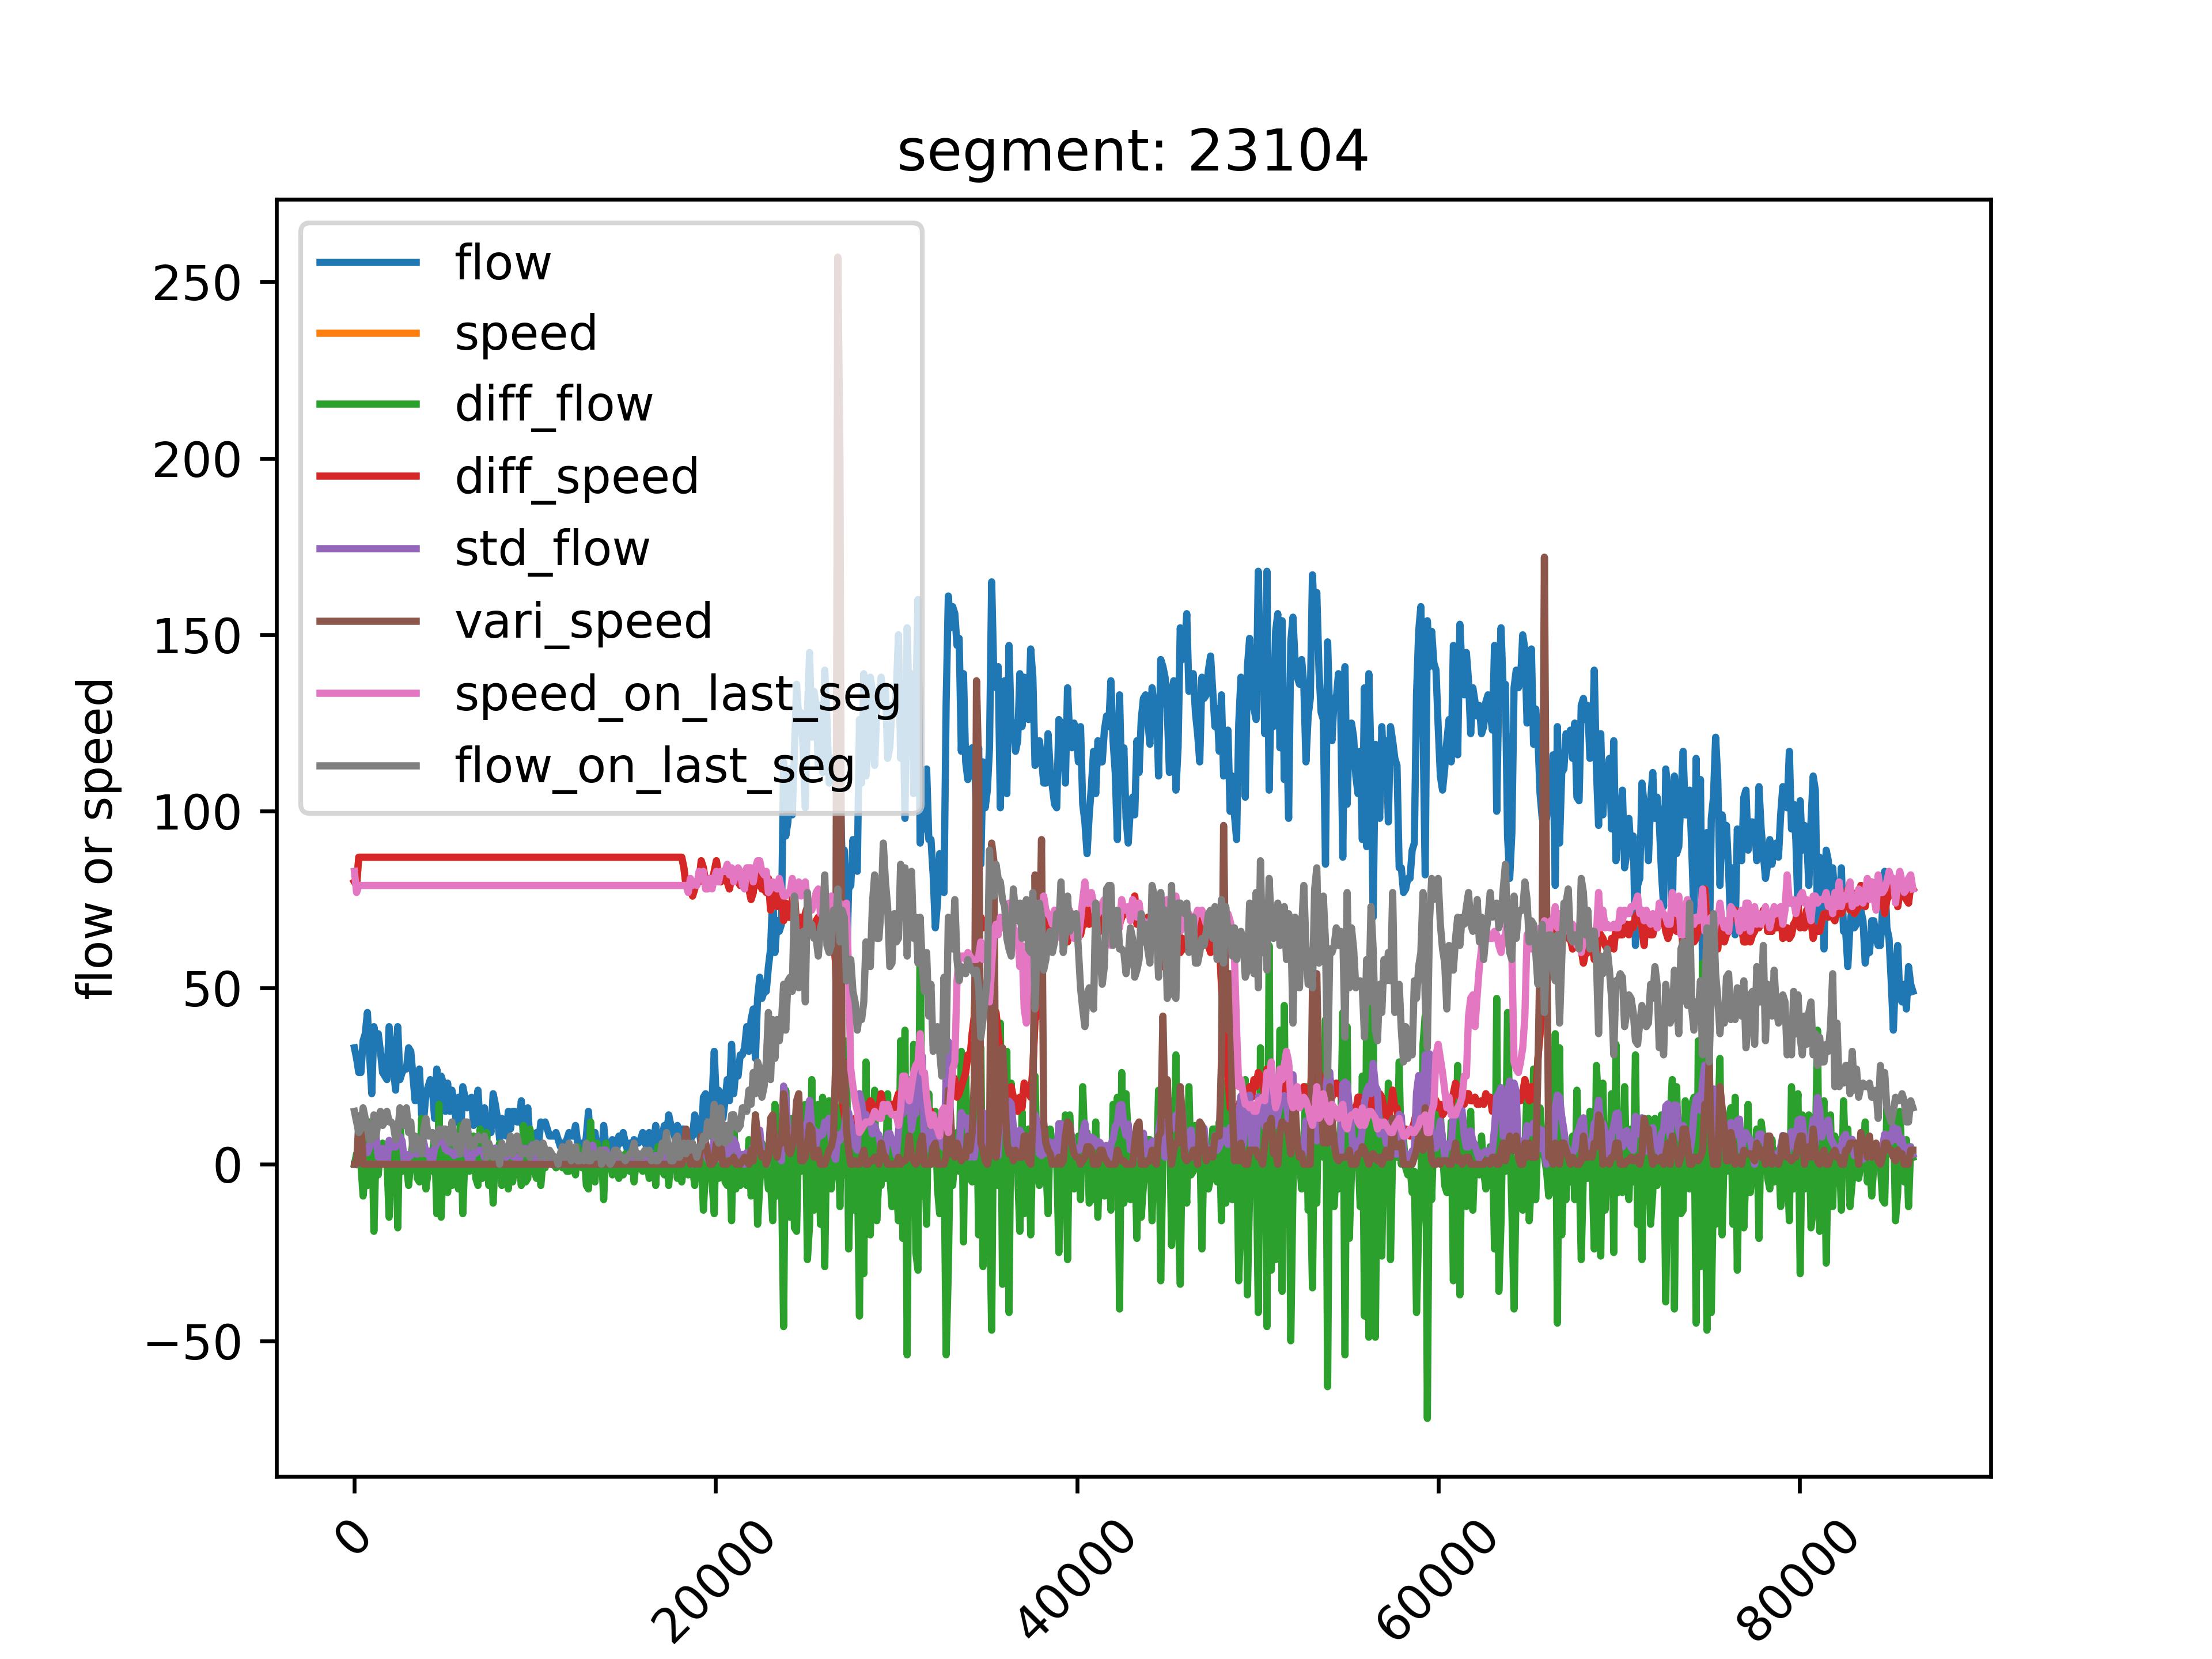 segment: 23104
flow or speed
250
200
150
100
50
0
−50
flow
speed
diff_flow
diff_speed
std_flow
vari_speed
speed_on_last_seg
flow_on_last_seg
0
20000
40000
60000
80000